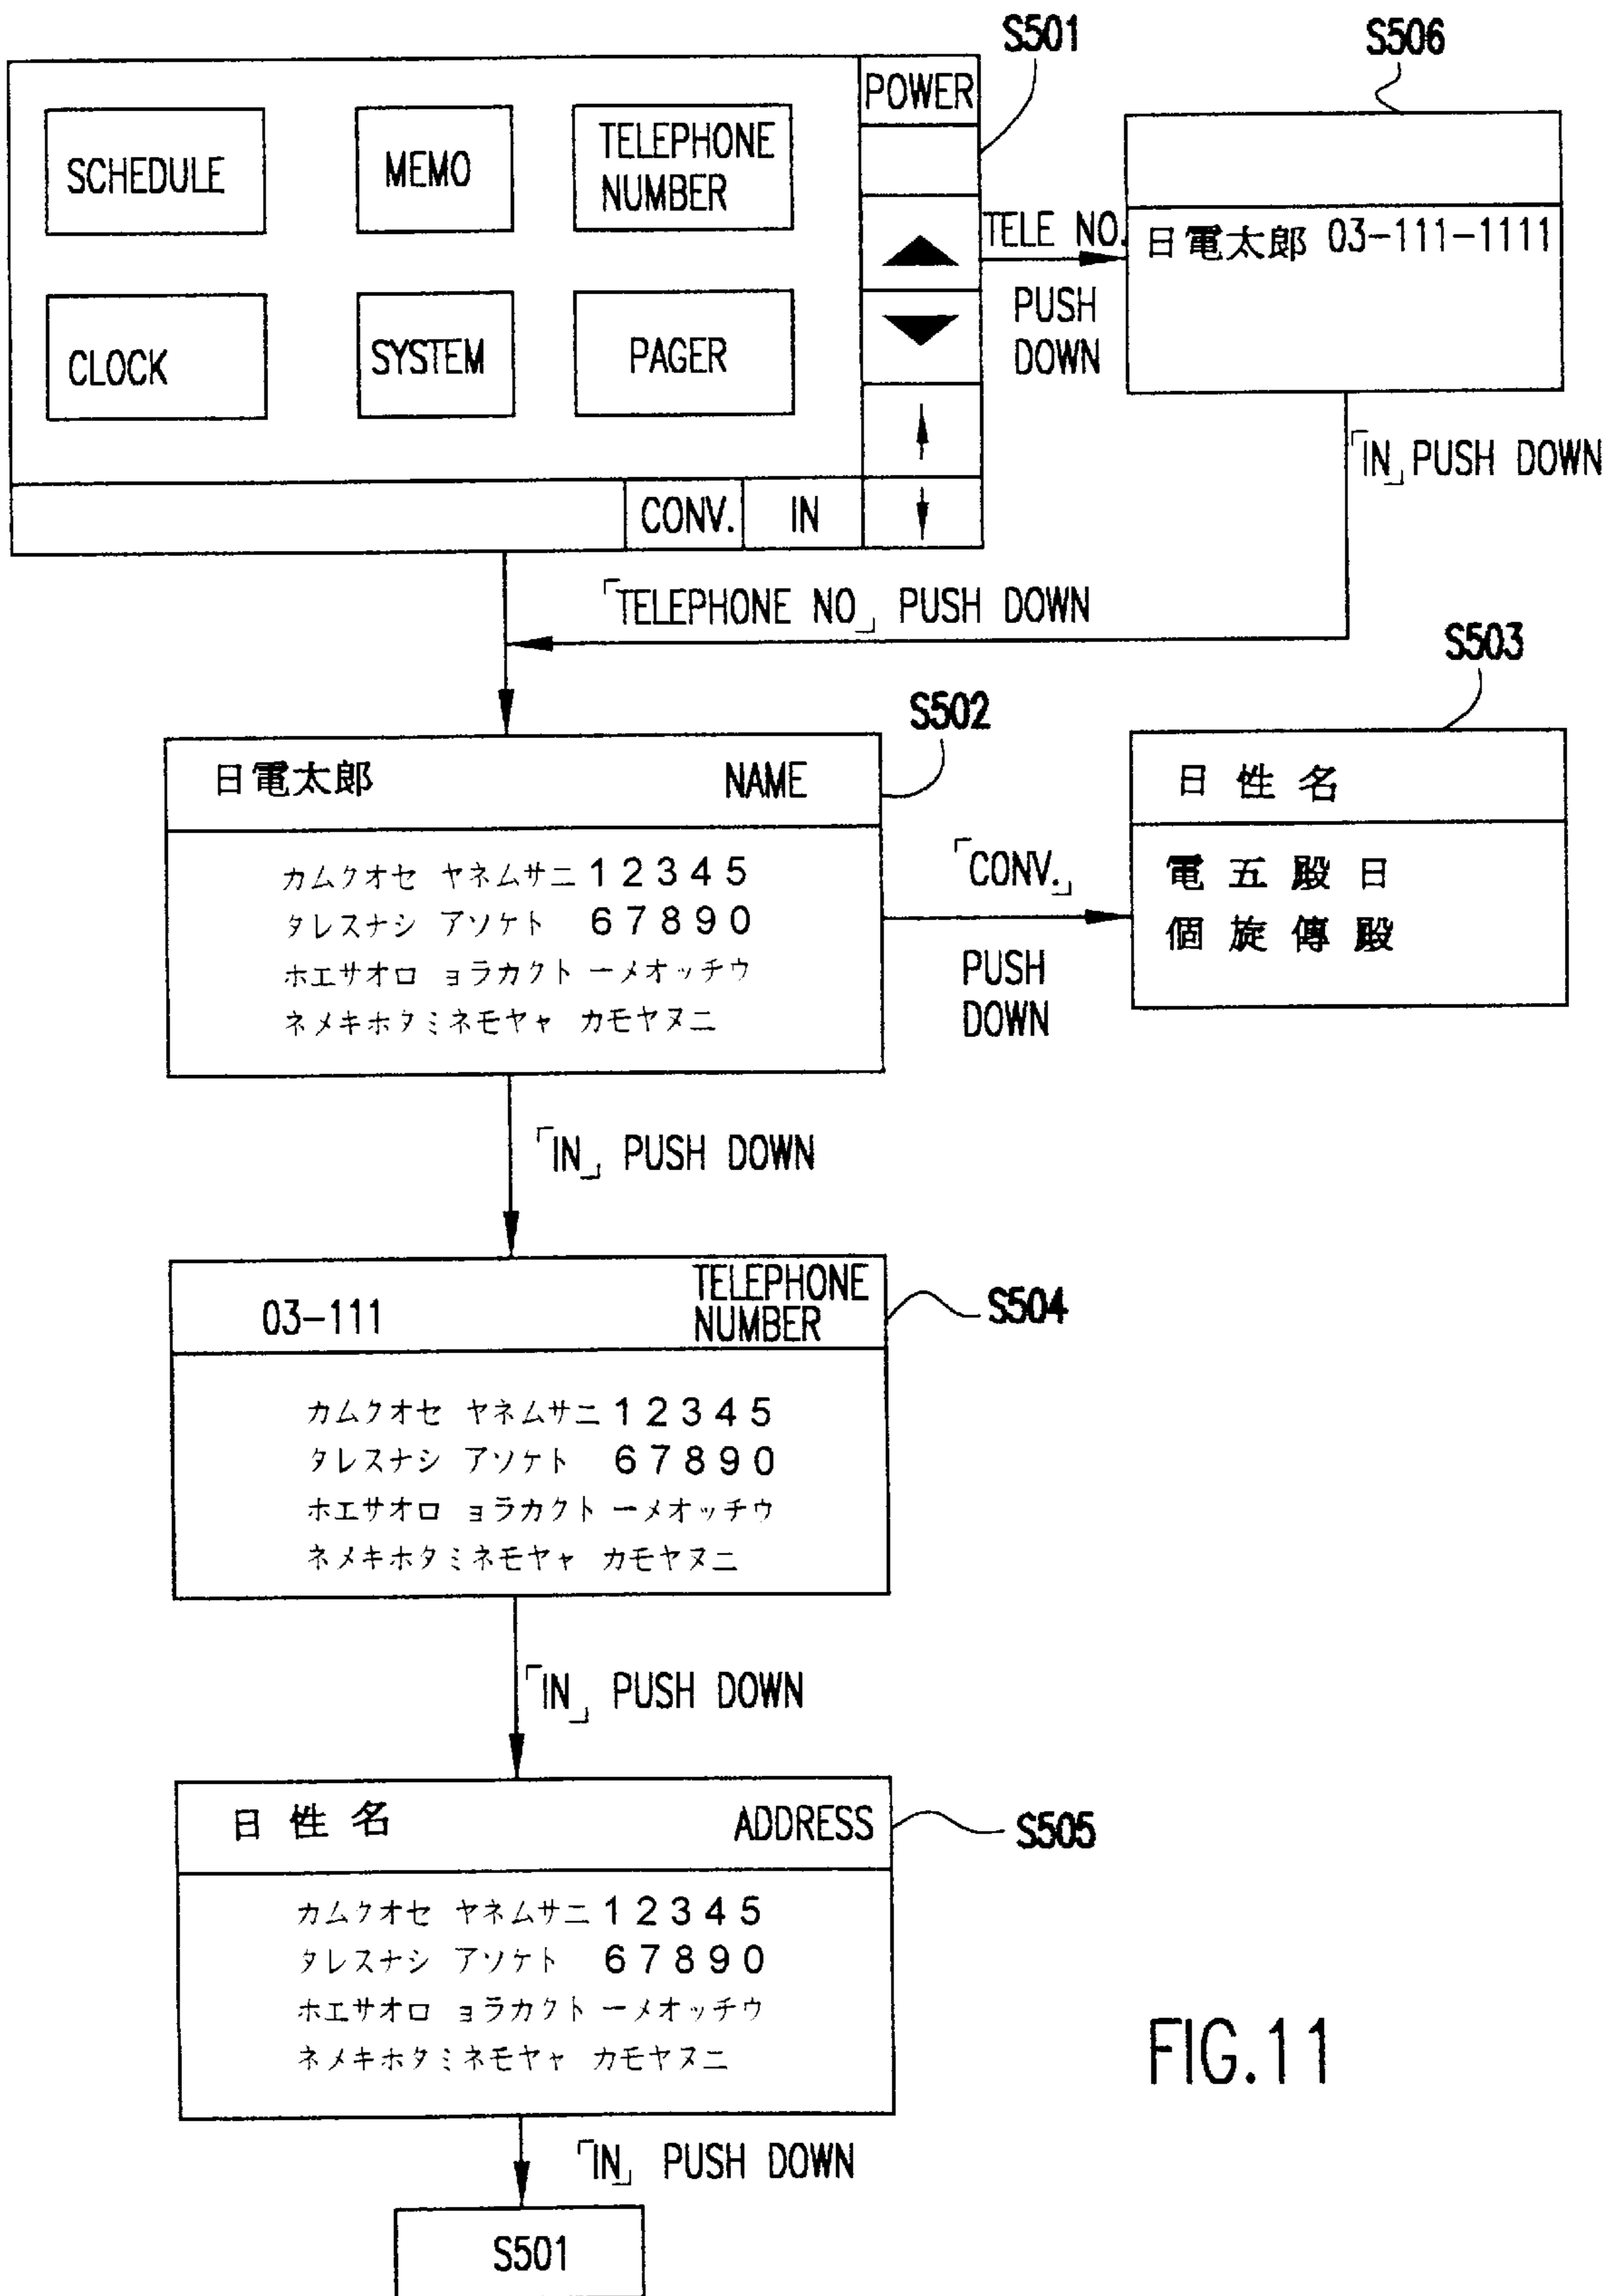 S501
S506
POWER
SCHEDULE
MEMO
TELEPHONE
NUMBER
CLOCK
SYSTEM
PAGER
CONV.
IN
TELE NO.
PUSH
DOWN
日電太郎 03-111-1111
「IN」PUSH DOWN
「TELEPHONE NO」 PUSH DOWN
S502
S503
日電太郎 NAME
カムクオセ ヤネムサニ 1 2 3 4 5
タレスナシ アソケト 6 7 8 9 0
ホエサオロ ョラカクト ーメオッチウ
ネメキホタミネモヤャ カモヤヌニ
「CONV.」
PUSH
DOWN
日 性 名
電 五 殿 日
個 旋 傳 殿
「IN」 PUSH DOWN
03-111
TELEPHONE
NUMBER
S504
カムクオセ ヤネムサニ 1 2 3 4 5
タレスナシ アソケト 6 7 8 9 0
ホエサオロ ョラカクト ーメオッチウ
ネメキホタミネモヤャ カモヤヌニ
「IN」 PUSH DOWN
日 性 名 ADDRESS
S505
カムクオセ ヤネムサニ 1 2 3 4 5
タレスナシ アソケト 6 7 8 9 0
ホエサオロ ョラカクト ーメオッチウ
ネメキホタミネモヤャ カモヤヌニ
「IN」 PUSH DOWN
S501
FIG.11